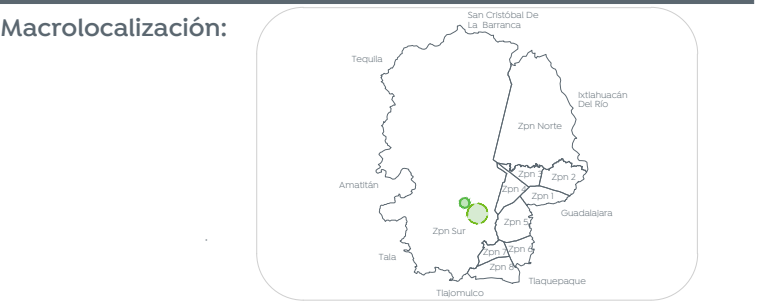 Macrolocalización:
San Cristóbal De
La Barranca
Tequila
Ixtlahuacán
Del Río
Zpn Norte
Zpn 3
Zpn 2
Amatitán
Zpn 4
Zpn 1
Guadalajara
Zpn 5
Zpn Sur
Zpn 7
Zpn 6
Tala
Zpn 8
Tlaquepaque
Tlajomulco